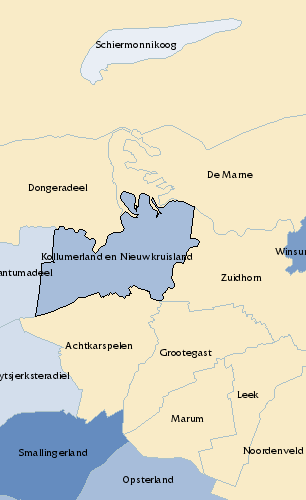 Schiermonnikoog
De Marne
Dongeradeel
Kollumerland en Nieuwkruisland
Winsu
antumadeel
Zuidhorn
Achtkarspelen
Grootegast
ytsjerksteradiel
Leek
Marum
Smallingerland
Noordenveld
Opsterland